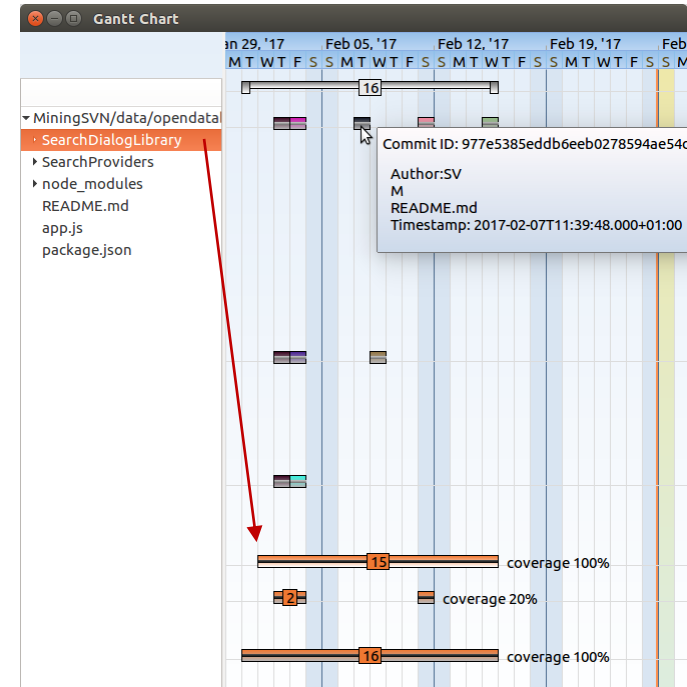 Gantt Chart
an 29, '17 Feb 05, '17 Feb 12, '17 Feb 19, '17 Feb
M T W T F S S M T W T F S S M T W T F S S M T W T F S S M
16
MiningSVN/data/opendatal
SearchDialogLibrary
SearchProviders
node_modules
README.md
app.js
package.json
Commit ID: 977e5385eddb6eeb0278594ae54c
Author:SV
M
README.md
Timestamp: 2017-02-07T11:39:48.000+01:00
15 coverage 100%
2 coverage 20%
16 coverage 100%